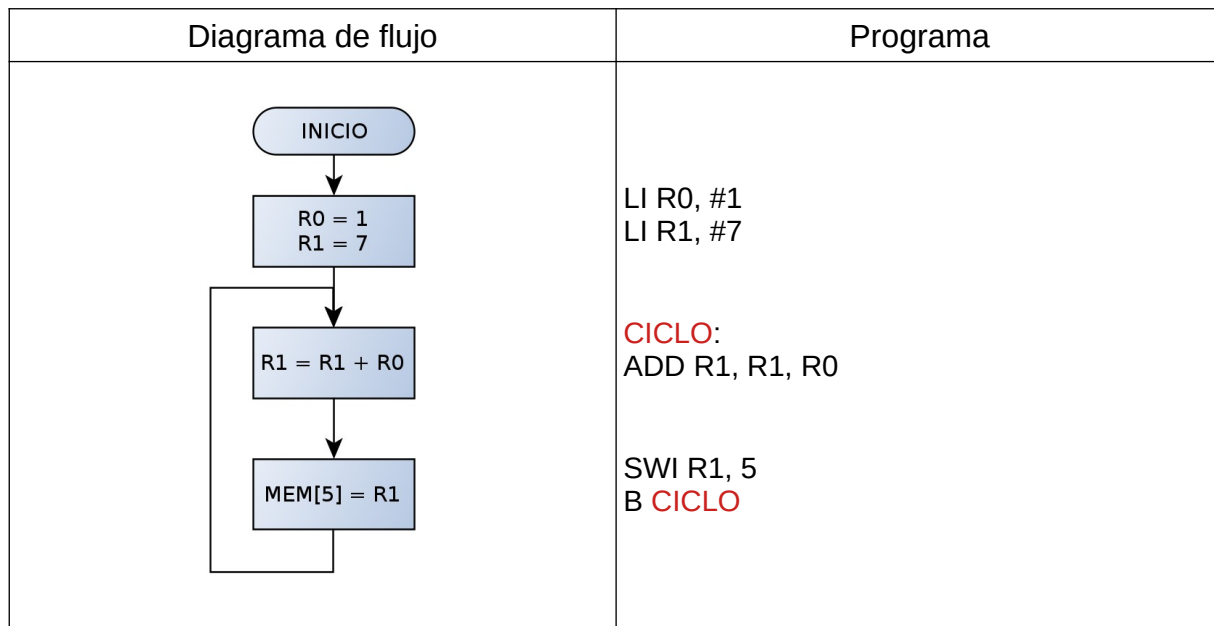 Diagrama de flujo
Programa
INICIO
R0 = 1
R1 = 7
R1 = R1 + R0
MEM[5] = R1
LI R0, #1
LI R1, #7
CICLO:
ADD R1, R1, R0
SWI R1, 5
B CICLO